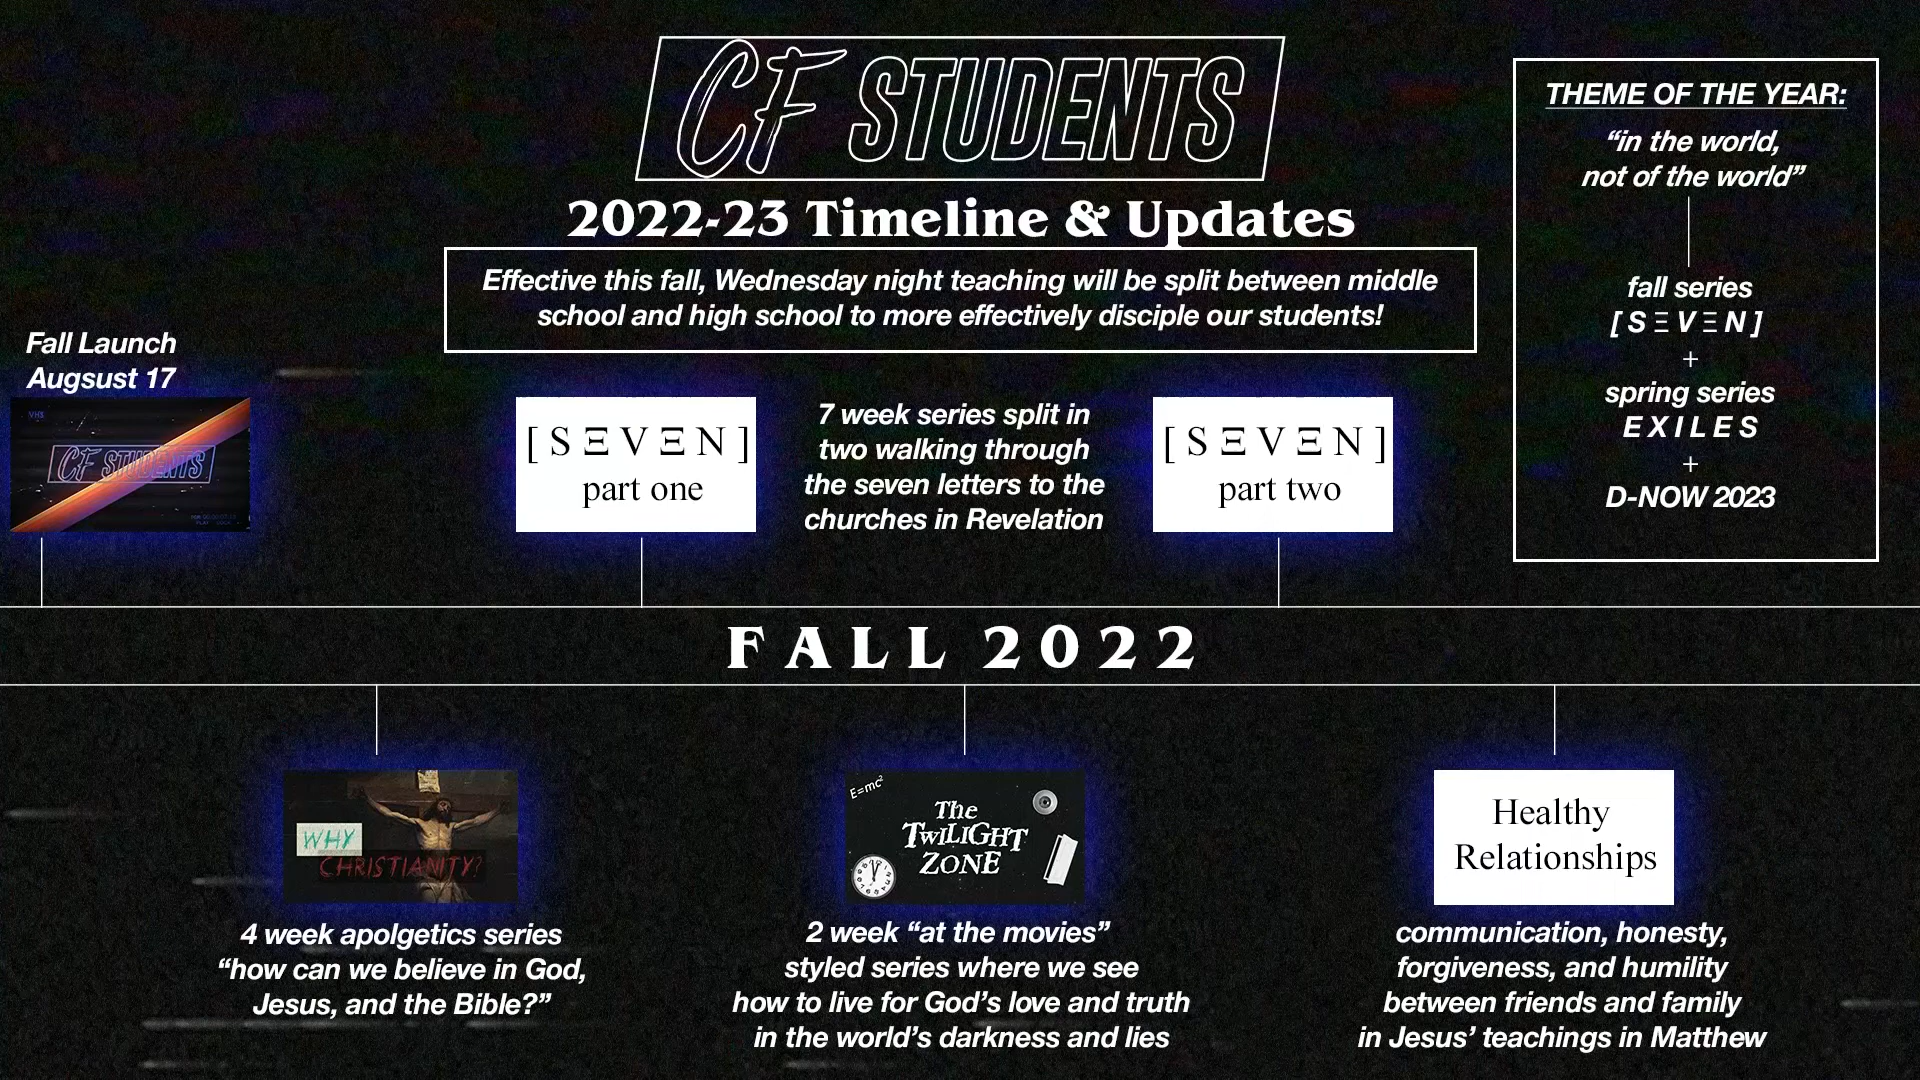 CF STUDENTS
2022-23 Timeline & Updates
Effective this fall, Wednesday night teaching will be split between middle
school and high school to more effectively disciple our students!
THEME OF THE YEAR:
“in the world,
not of the world”
fall series
[ S Ξ V Ξ N ]
+
spring series
E X I L E S
+
D-NOW 2023
Fall Launch
Augsust 17
VHS
CF STUDENTS
[ S Ξ V Ξ N ]
part one
7 week series split in
two walking through
the seven letters to the
churches in Revelation
[ S Ξ V Ξ N ]
part two
FALL 2022
WHY
CHRISTIANITY?
4 week apolgetics series
“how can we believe in God,
Jesus, and the Bible?”
E=mc²
The
TWILIGHT
ZONE
2 week “at the movies”
styled series where we see
how to live for God’s love and truth
in the world’s darkness and lies
Healthy
Relationships
communication, honesty,
forgiveness, and humility
between friends and family
in Jesus’ teachings in Matthew